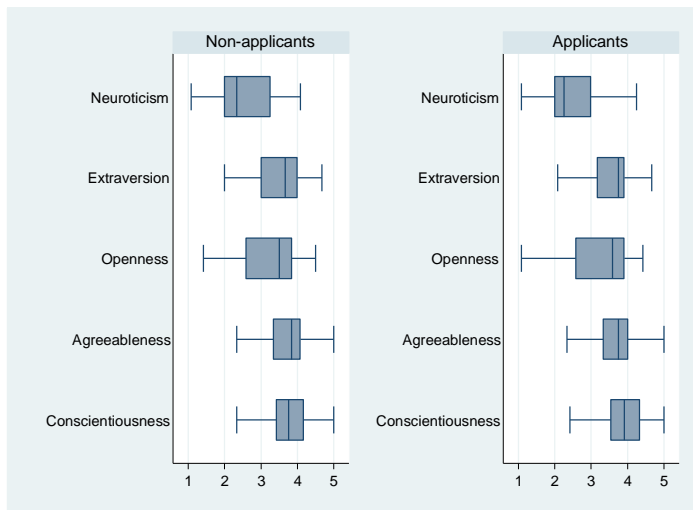 Non-applicants
Neuroticism
Extraversion
Openness
Agreeableness
Conscientiousness
1 2 3 4 5
Applicants
Neuroticism
Extraversion
Openness
Agreeableness
Conscientiousness
1 2 3 4 5